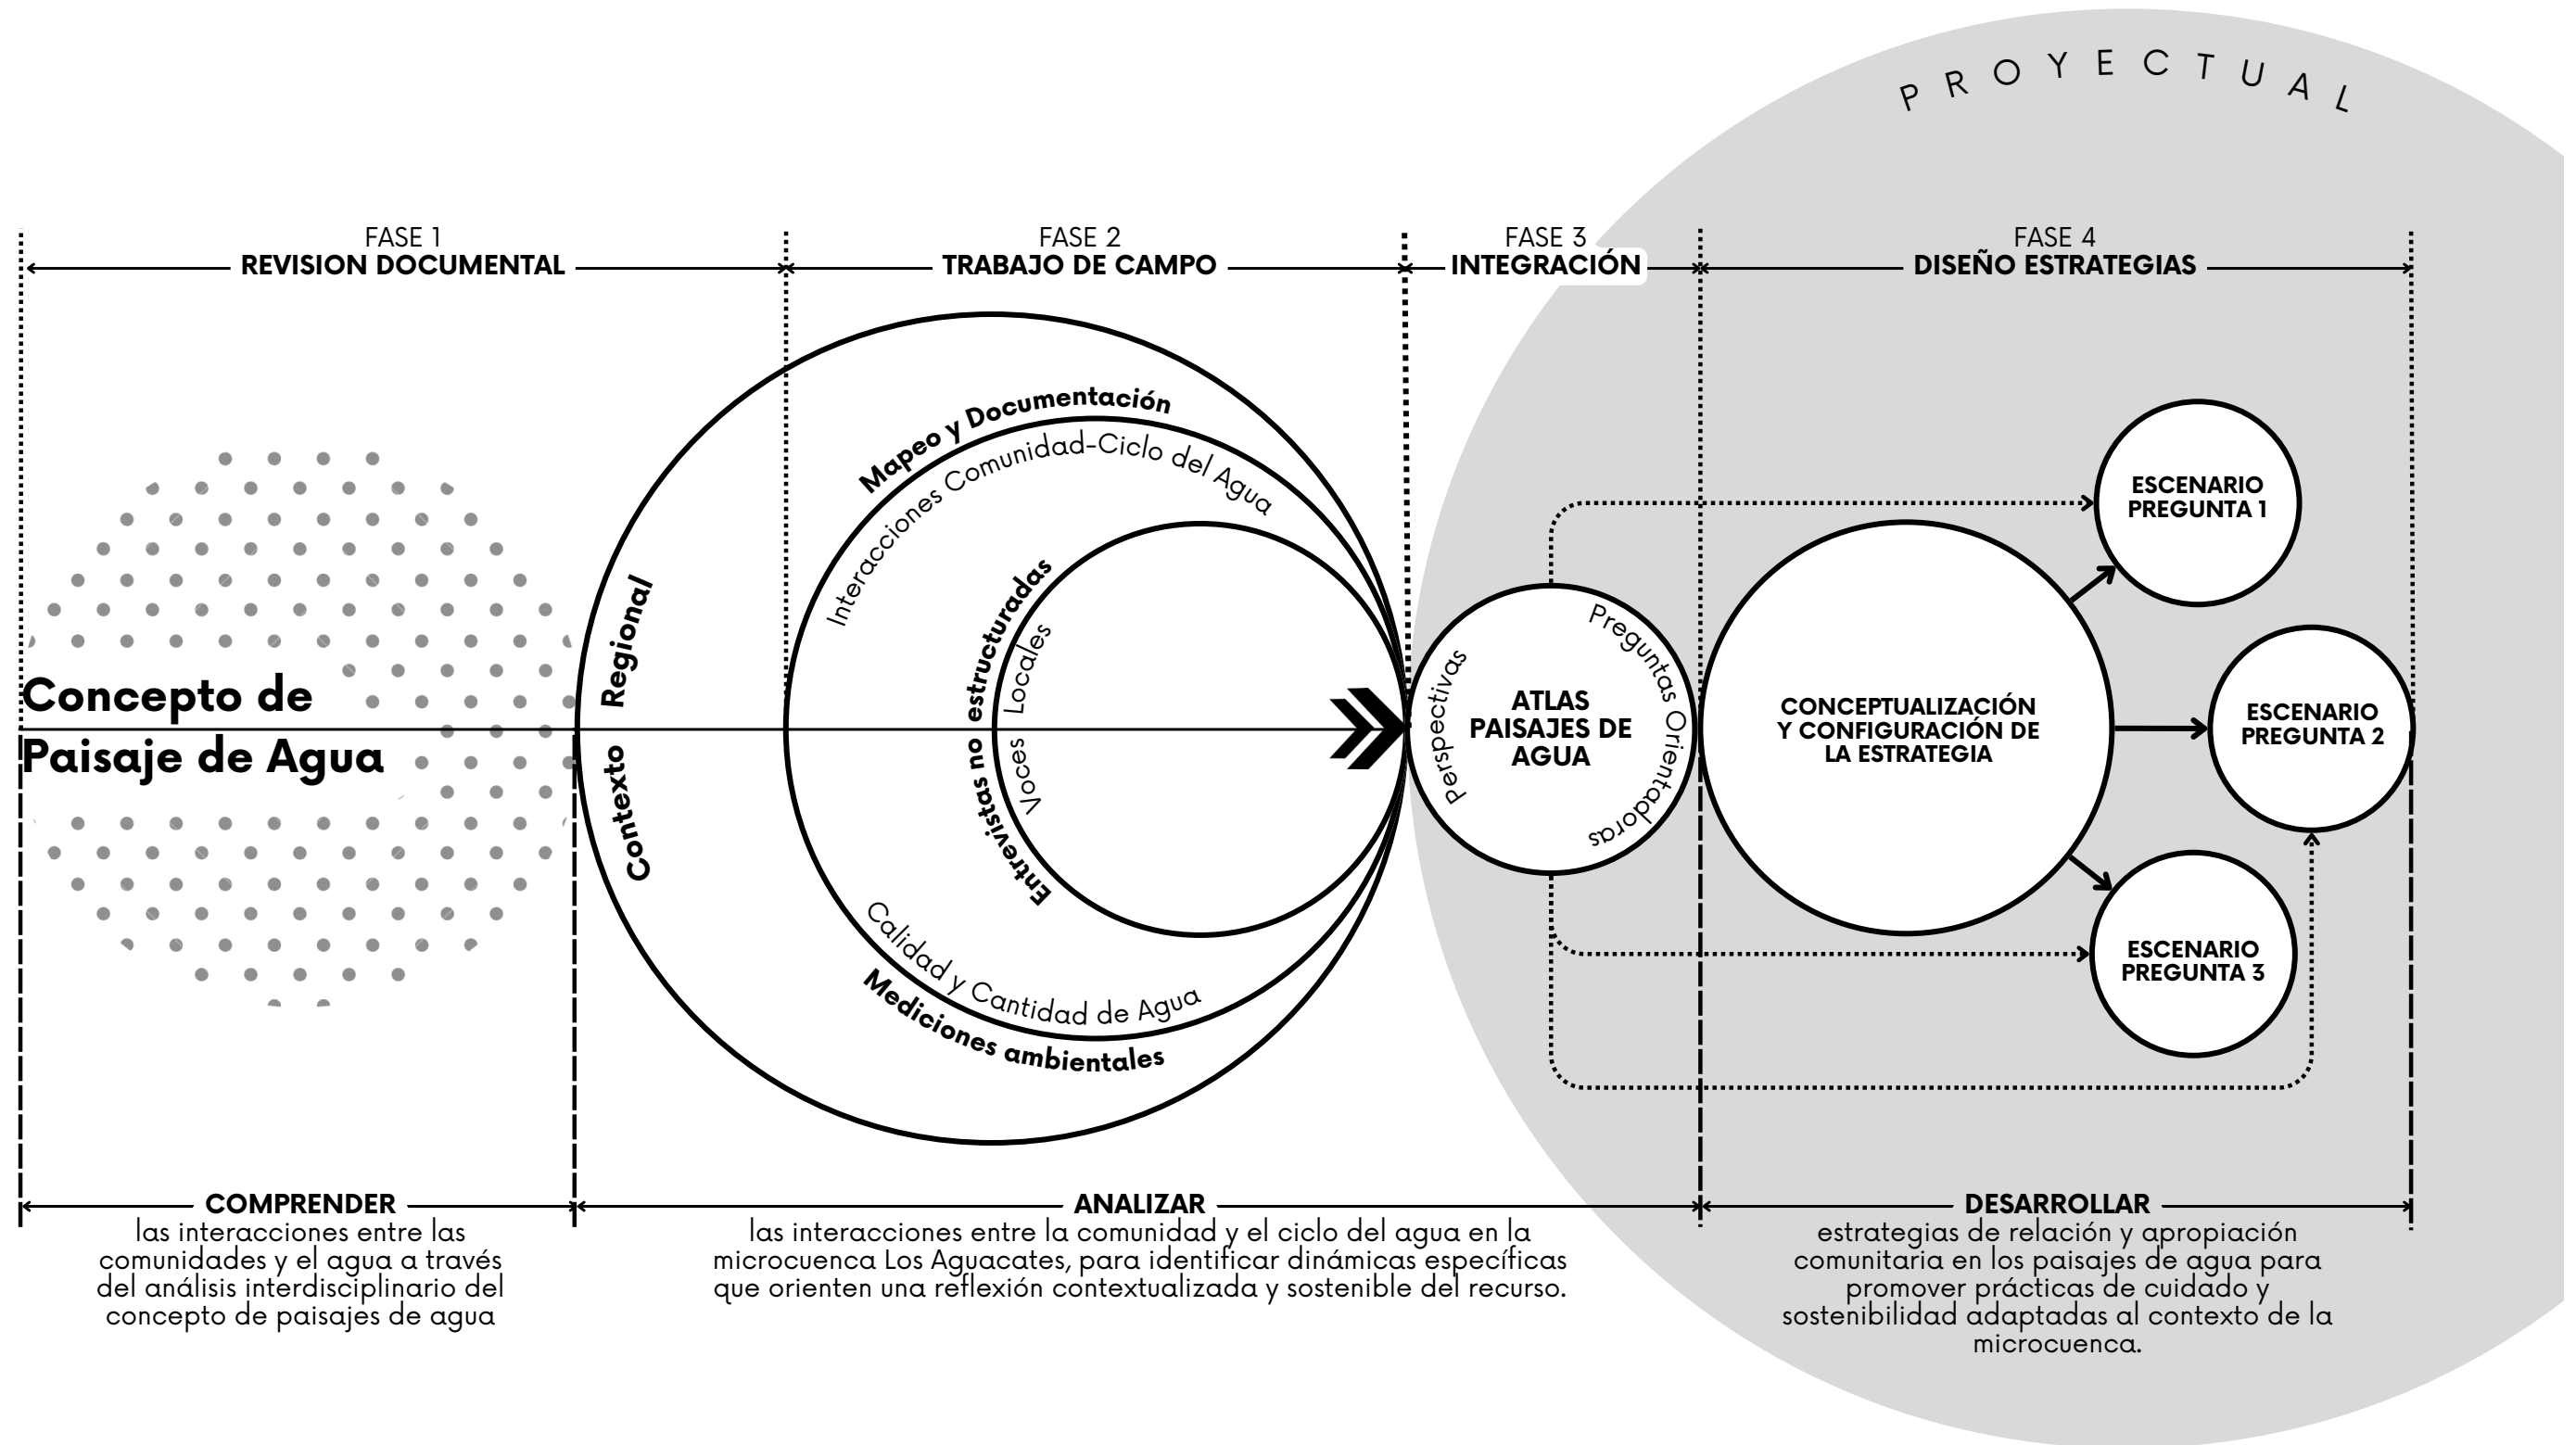 PROYECTUAL
FASE 1
REVISION DOCUMENTAL
FASE 2
TRABAJO DE CAMPO
FASE 3
INTEGRACIÓN
FASE 4
DISEÑO ESTRATEGIAS
Concepto de
Paisaje de Agua
Contexto Regional
Mapeo y Documentación
Interacciones Comunidad-Ciclo del Agua
Entrevistas no estructuradas
Voces Locales
Calidad y Cantidad de Agua
Mediciones ambientales
Perspectivas
ATLAS
PAISAJES DE
AGUA
Preguntas Orientadoras
CONCEPTUALIZACIÓN
Y CONFIGURACIÓN DE
LA ESTRATEGIA
ESCENARIO
PREGUNTA 1
ESCENARIO
PREGUNTA 2
ESCENARIO
PREGUNTA 3
COMPRENDER
las interacciones entre las
comunidades y el agua a través
del análisis interdisciplinario del
concepto de paisajes de agua
ANALIZAR
las interacciones entre la comunidad y el ciclo del agua en la
microcuenca Los Aguacates, para identificar dinámicas específicas
que orienten una reflexión contextualizada y sostenible del recurso.
DESARROLLAR
estrategias de relación y apropiación
comunitaria en los paisajes de agua para
promover prácticas de cuidado y
sostenibilidad adaptadas al contexto de la
microcuenca.